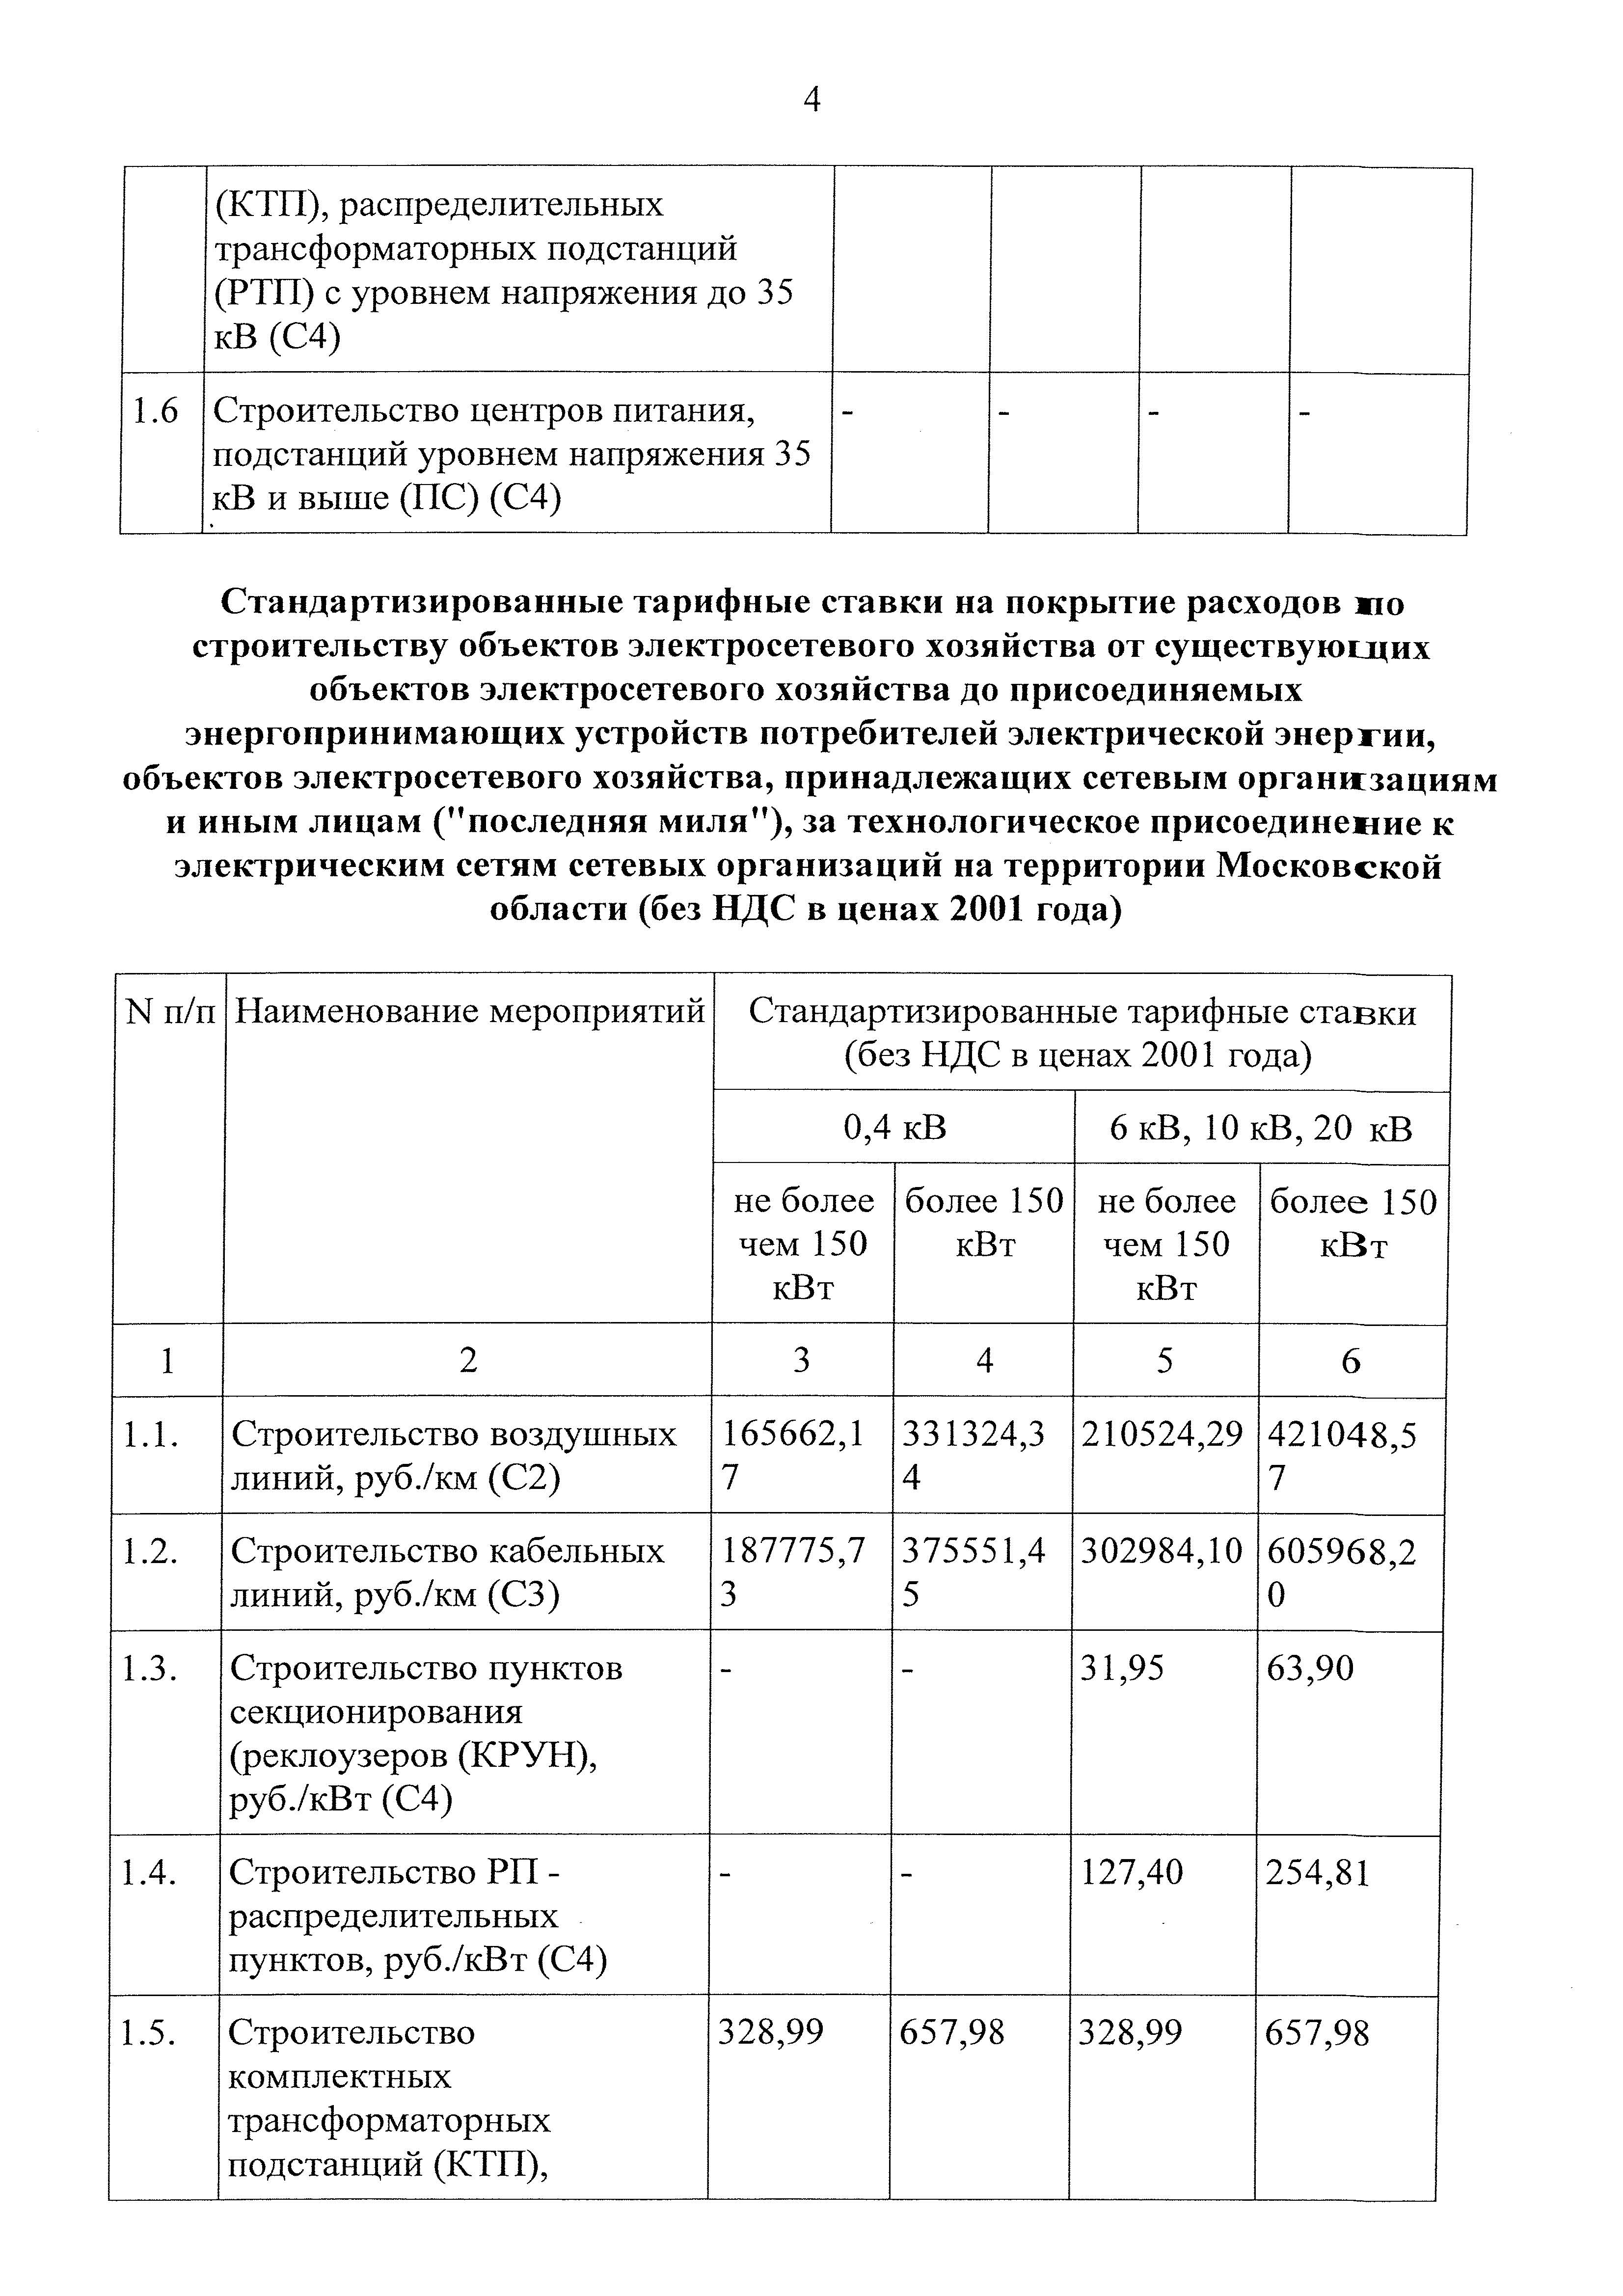 4
(КТП), распределительных
трансформаторных подстанций
(РТП) с уровнем напряжения до 35
кВ (С4)
1.6 Строительство центров питания, - - - -
подстанций уровнем напряжения 35
кВ и выше (ПС) (С4)
Стандартизированные тарифные ставки на покрытие расходов по
строительству объектов электросетевого хозяйства от существующих
объектов электросетевого хозяйства до присоединяемых
энергопринимающих устройств потребителей электрической энергии,
объектов электросетевого хозяйства, принадлежащих сетевым организациям
и иным лицам ("последняя миля"), за технологическое присоединение к
электрическим сетям сетевых организаций на территории Московской
области (без НДС в ценах 2001 года)
N п/п Наименование мероприятий Стандартизированные тарифные ставки
(без НДС в ценах 2001 года)
0,4 кВ 6 кВ, 10 кВ, 20 кВ
не более более 150 не более более 150
чем 150 кВт чем 150 кВт
кВт кВт
1 2 3 4 5 6
1.1. Строительство воздушных 165662,1 331324,3 210524,29 421048,5
линий, руб./км (С2) 7 4 7
1.2. Строительство кабельных 187775,7 375551,4 302984,10 605968,2
линий, руб./км (С3) 3 5 0
1.3. Строительство пунктов - - 31,95 63,90
секционирования
(реклоузеров (КРУН),
руб./кВт (С4)
1.4. Строительство РП - - - 127,40 254,81
распределительных
пунктов, руб./кВт (С4)
1.5. Строительство 328,99 657,98 328,99 657,98
комплектных
трансформаторных
подстанций (КТП),